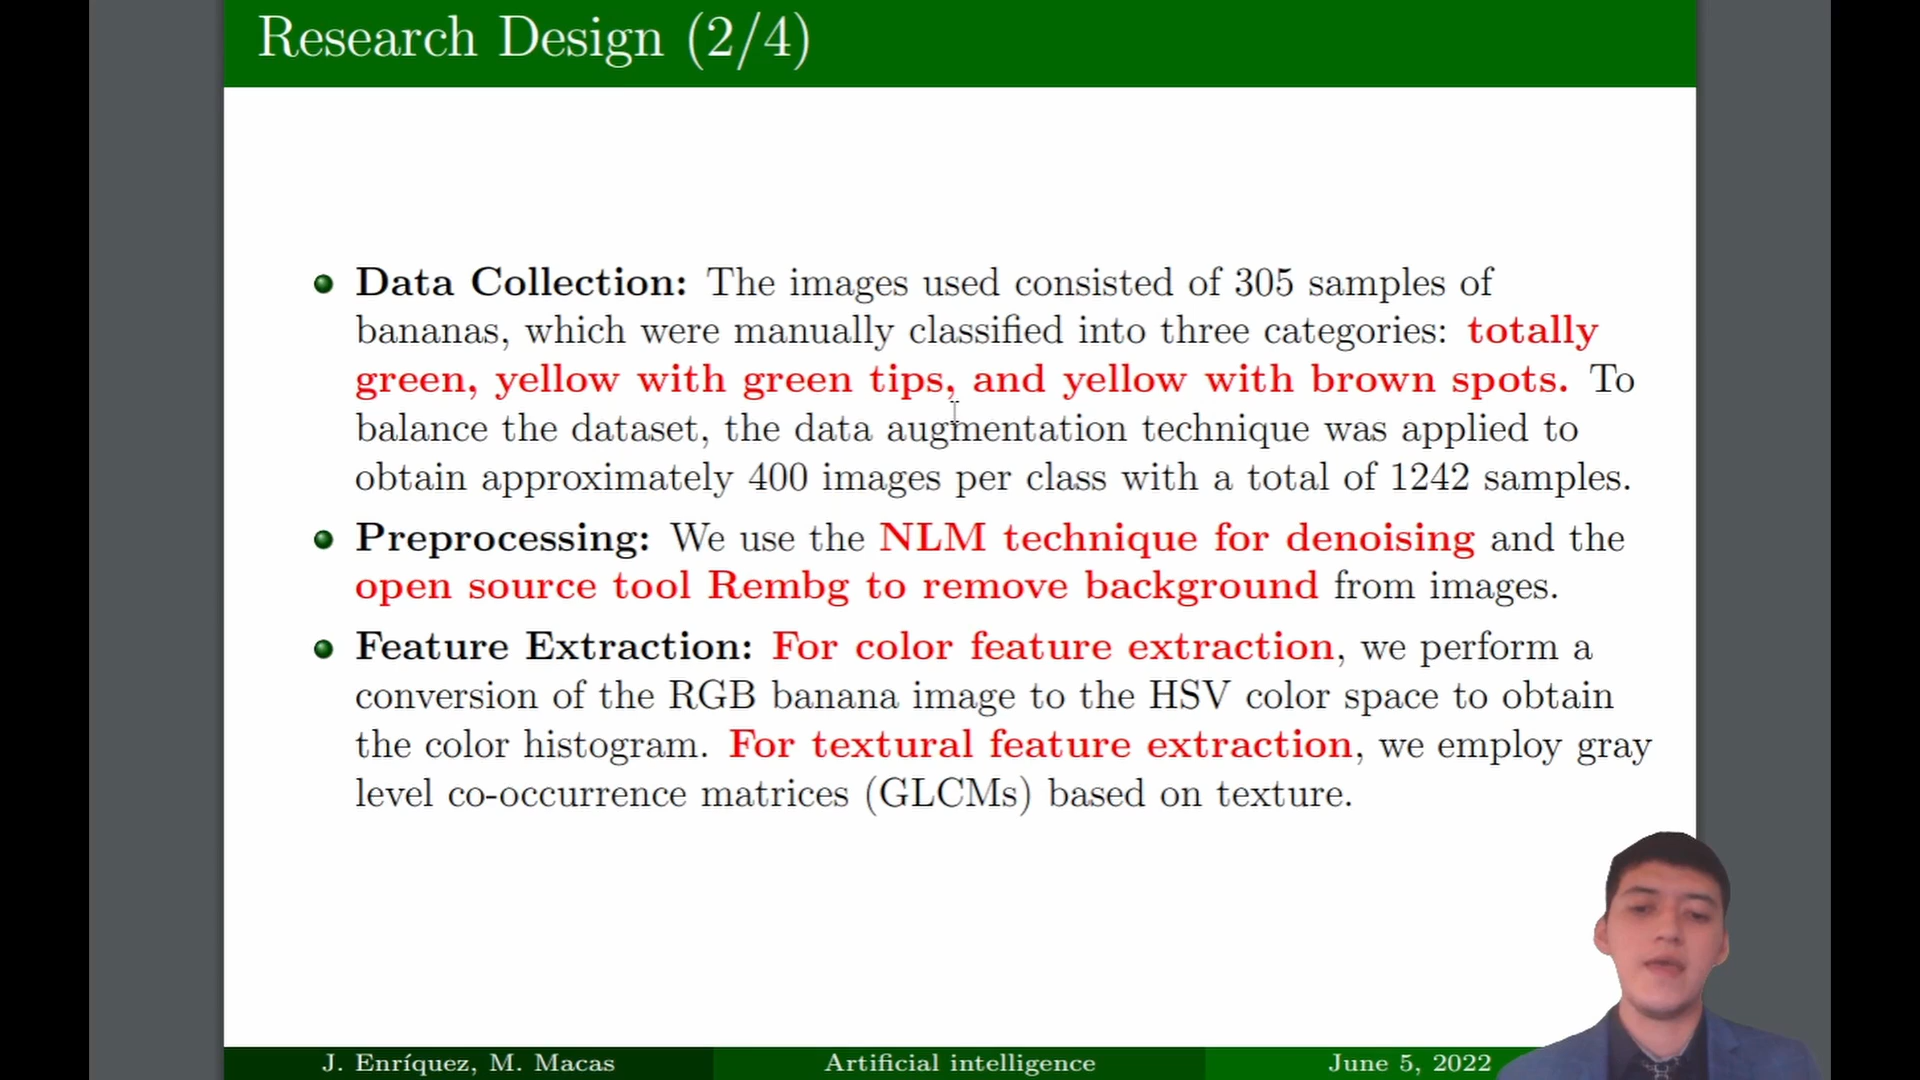 Research Design (2/4)
Data Collection: The images used consisted of 305 samples of
bananas, which were manually classified into three categories: totally
green, yellow with green tips, and yellow with brown spots. To
balance the dataset, the data augmentation technique was applied to
obtain approximately 400 images per class with a total of 1242 samples.
Preprocessing: We use the NLM technique for denoising and the
open source tool Rembg to remove background from images.
Feature Extraction: For color feature extraction, we perform a
conversion of the RGB banana image to the HSV color space to obtain
the color histogram. For textural feature extraction, we employ gray
level co-occurrence matrices (GLCMs) based on texture.
J. Enríquez, M. Macas
Artificial intelligence
June 5, 2022